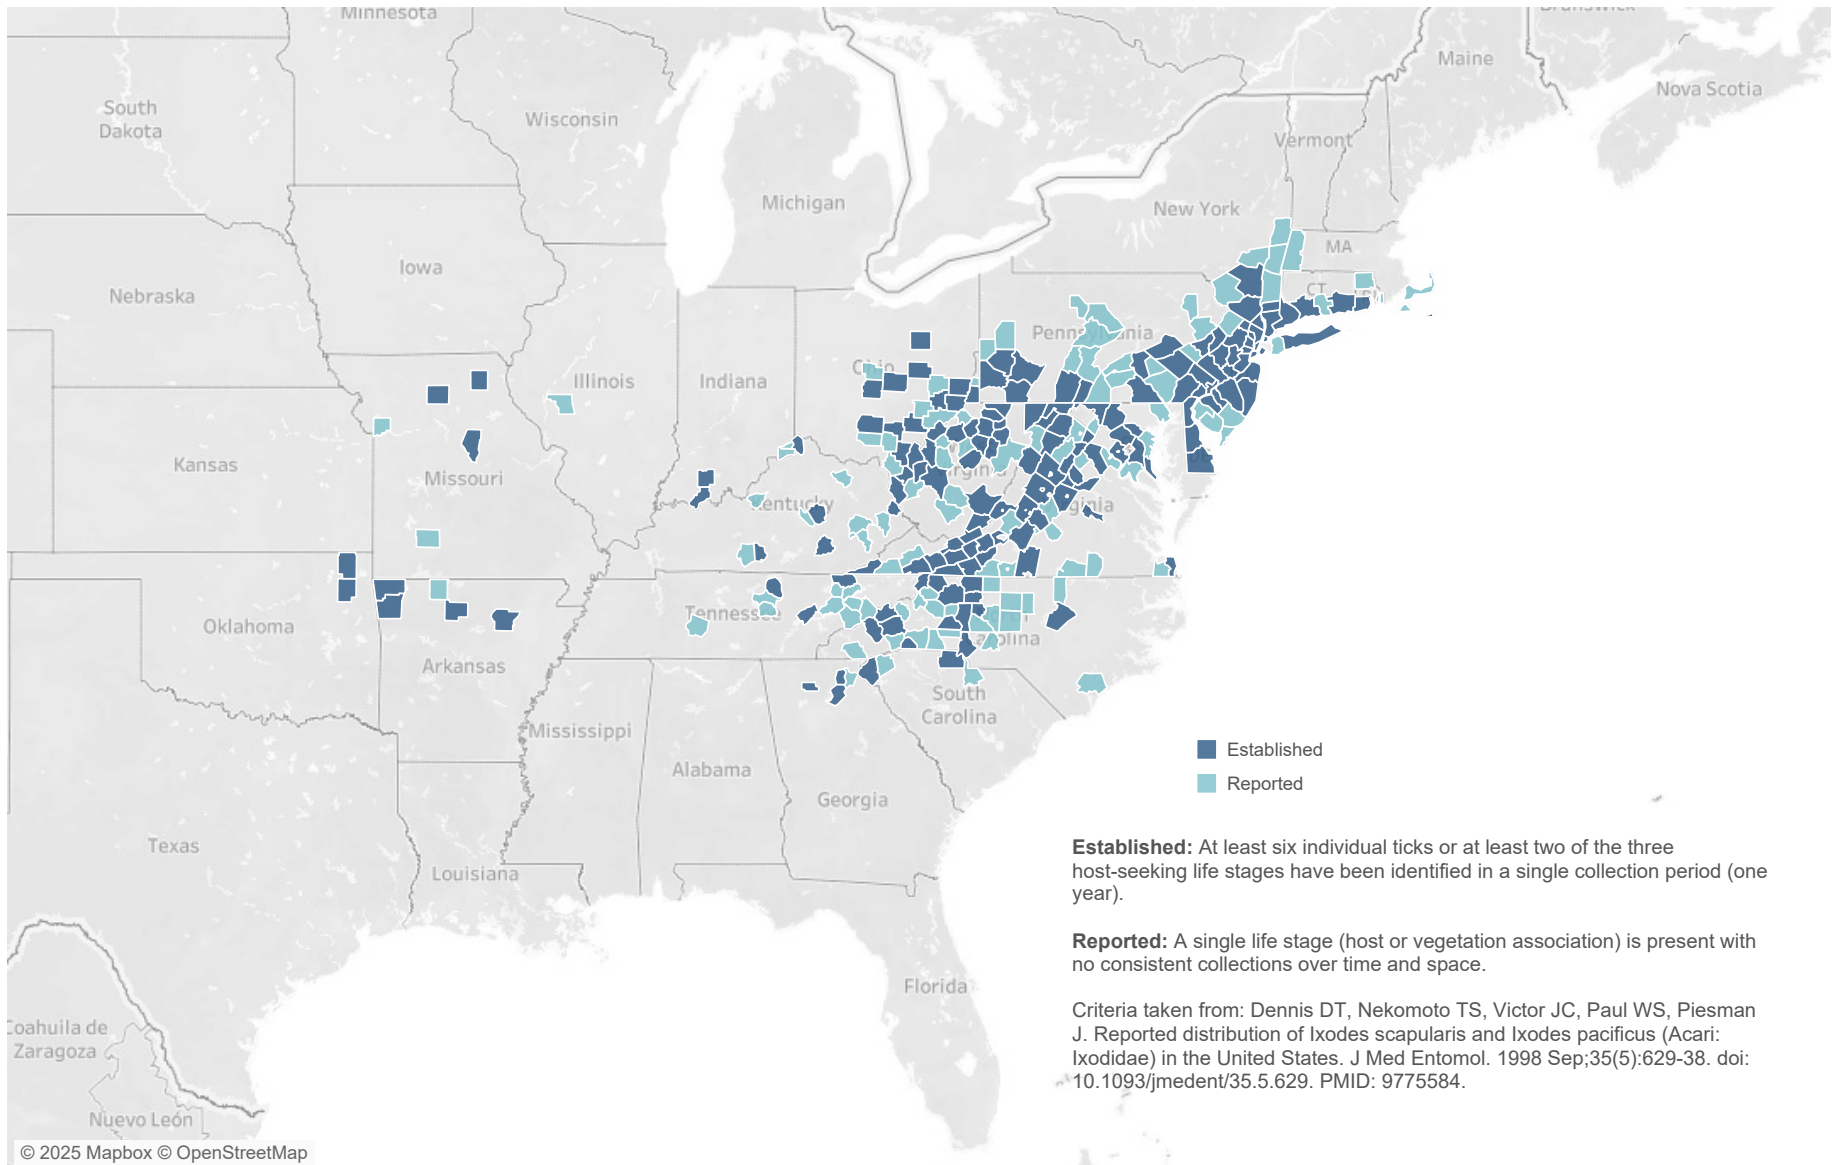 Minnesota
Brunswick
Maine
Nova Scotia
South
Dakota
Wisconsin
Vermont
Michigan
New York
MA
Iowa
Nebraska
CT
RI
Pennsylvania
Ohio
Illinois
Indiana
Kansas
Missouri
Kentucky
Virginia
Oklahoma
Tennessee
Arkansas
Carolina
South
Carolina
Mississippi
Alabama
Georgia
Texas
Louisiana
Florida
Coahuila de
Zaragoza
Nuevo León
Established
Reported
Established: At least six individual ticks or at least two of the three
host-seeking life stages have been identified in a single collection period (one
year).
Reported: A single life stage (host or vegetation association) is present with
no consistent collections over time and space.
Criteria taken from: Dennis DT, Nekomoto TS, Victor JC, Paul WS, Piesman
J. Reported distribution of Ixodes scapularis and Ixodes pacificus (Acari:
Ixodidae) in the United States. J Med Entomol. 1998 Sep;35(5):629-38. doi:
10.1093/jmedent/35.5.629. PMID: 9775584.
© 2025 Mapbox © OpenStreetMap